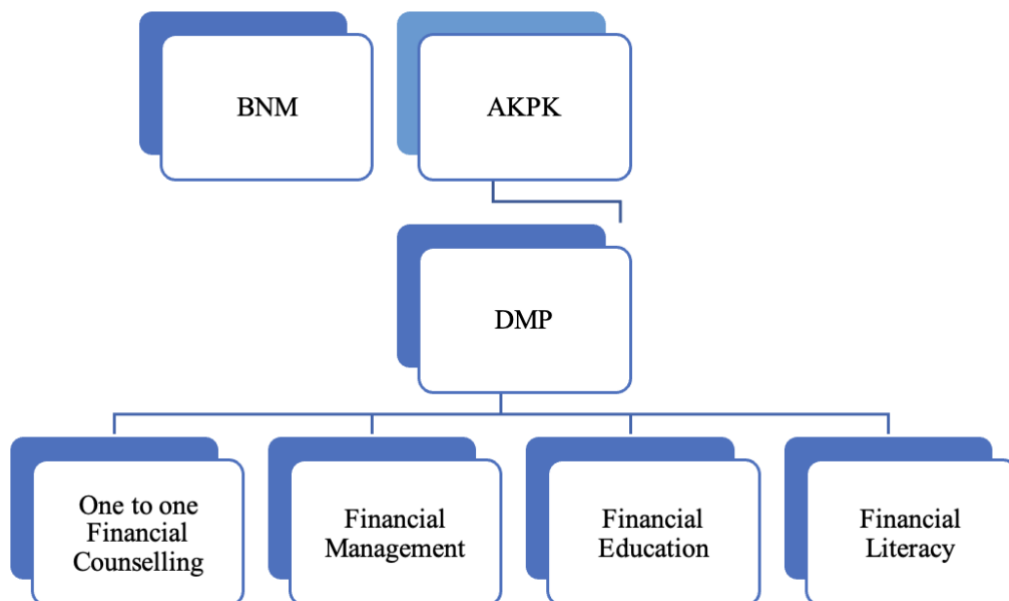 BNM
AKPK
DMP
One to one
Financial
Counselling
Financial
Management
Financial
Education
Financial
Literacy